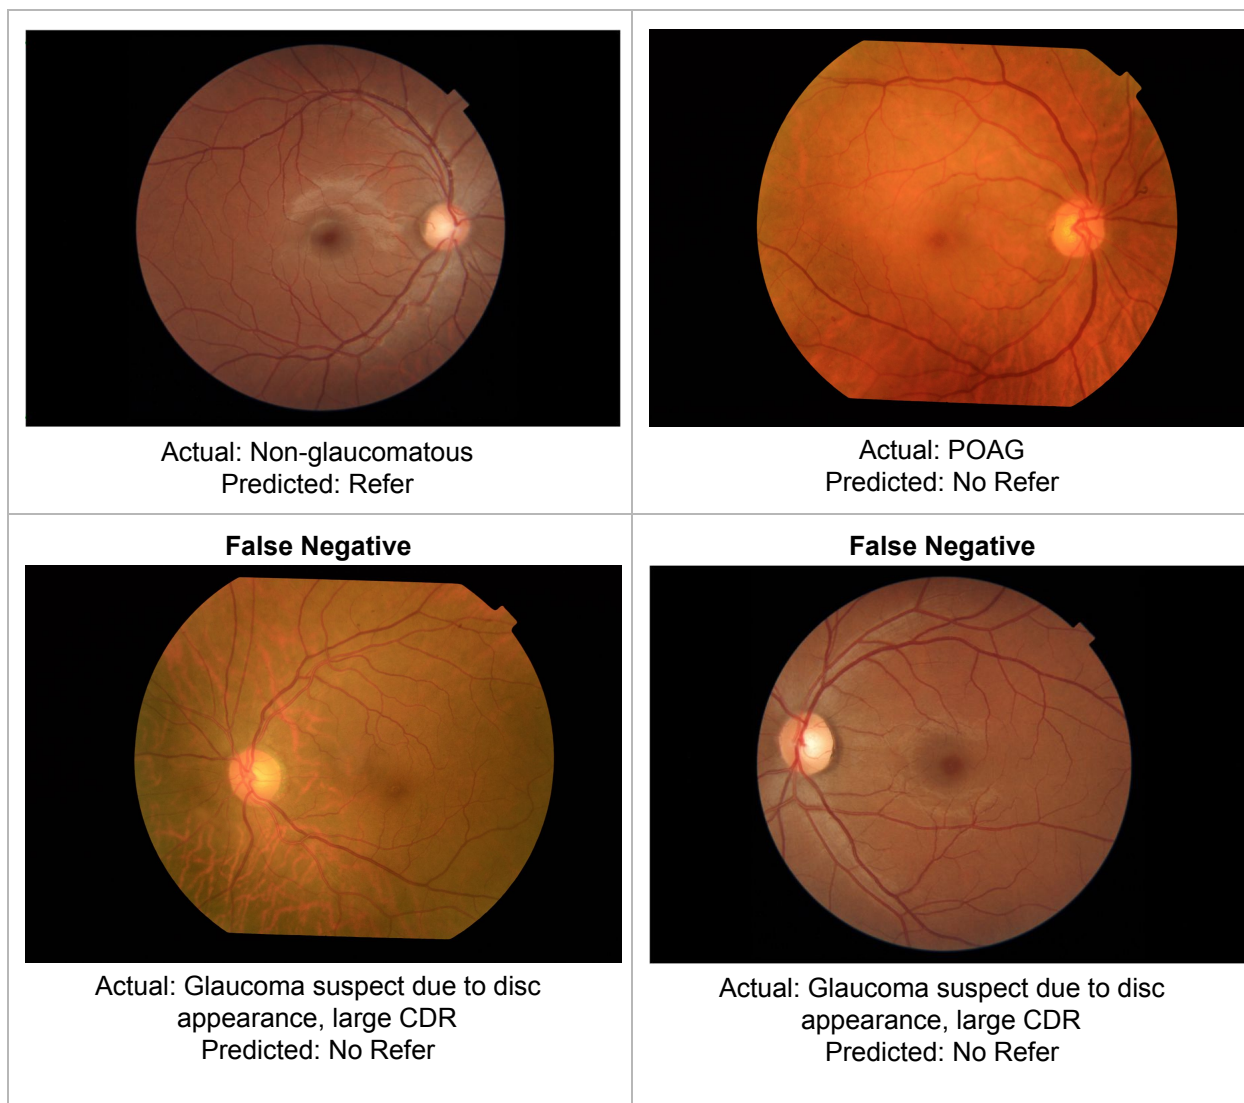 Actual: Non-glaucomatous
Predicted: Refer
Actual: POAG
Predicted: No Refer
False Negative
Actual: Glaucoma suspect due to disc
appearance, large CDR
Predicted: No Refer
False Negative
Actual: Glaucoma suspect due to disc
appearance, large CDR
Predicted: No Refer